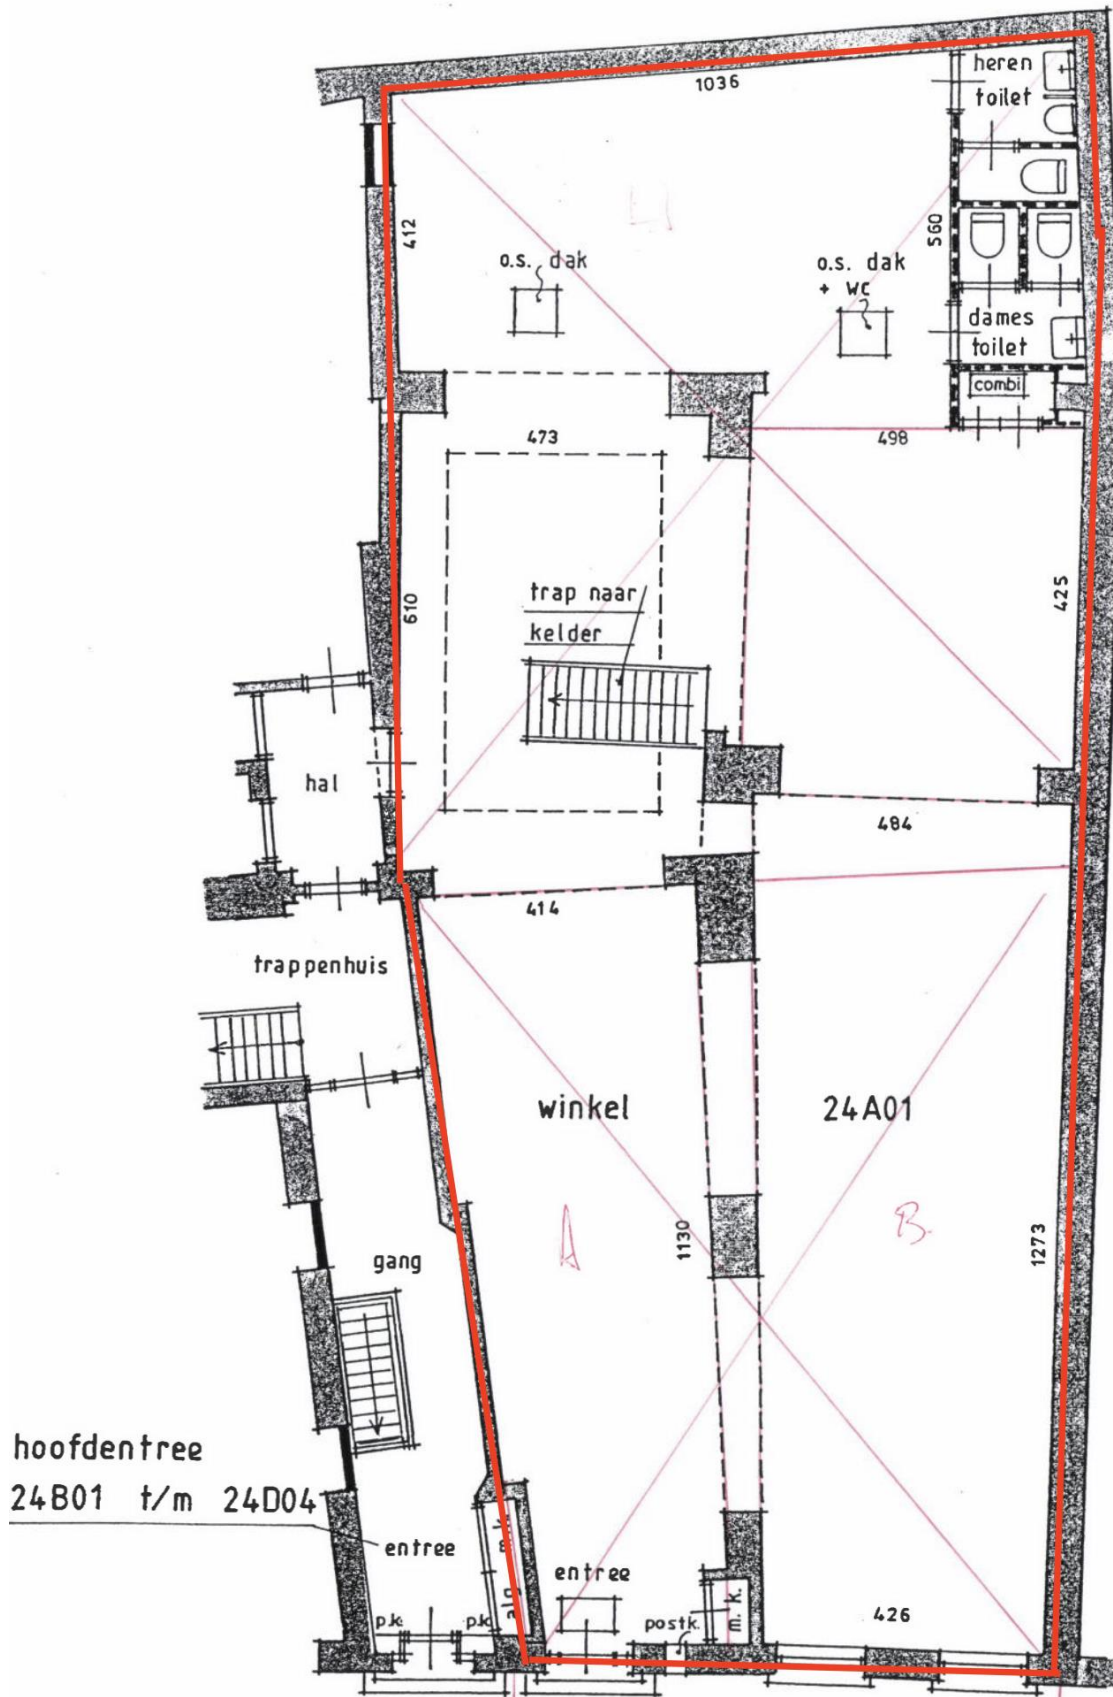 heren
toilet
1036
412
560
o.s. dak
o.s. dak
+ wc
dames
toilet
combi
473
498
trap naar
kelder
610
425
hal
484
414
trappenhuis
winkel
24A01
A
B.
1130
1273
gang
hoofdentree
24B01 t/m 24D04
entree
alg. m.k.
entree
p.k.
p.k.
postk.
m.k.
426